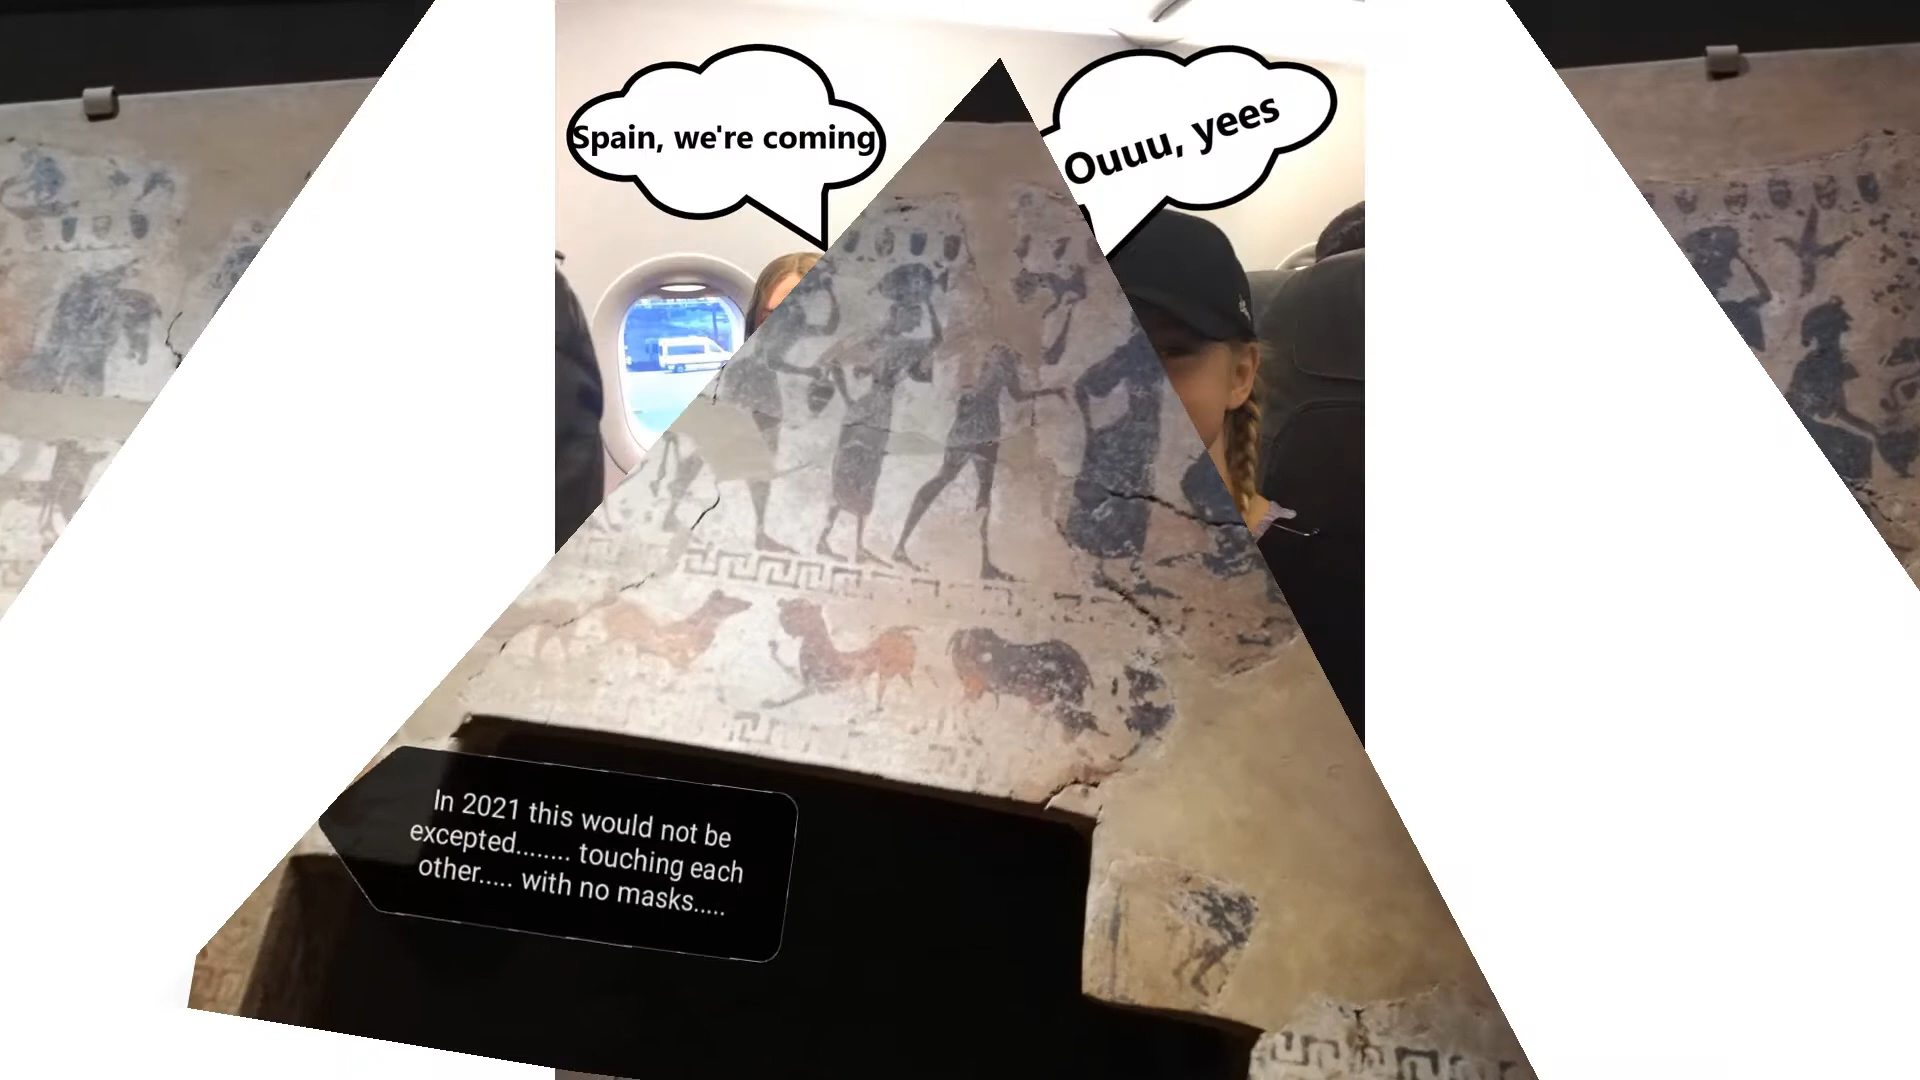 Spain, we're coming
Ouuu, yees
In 2021 this would not be
excepted........ touching each
other..... with no masks.....